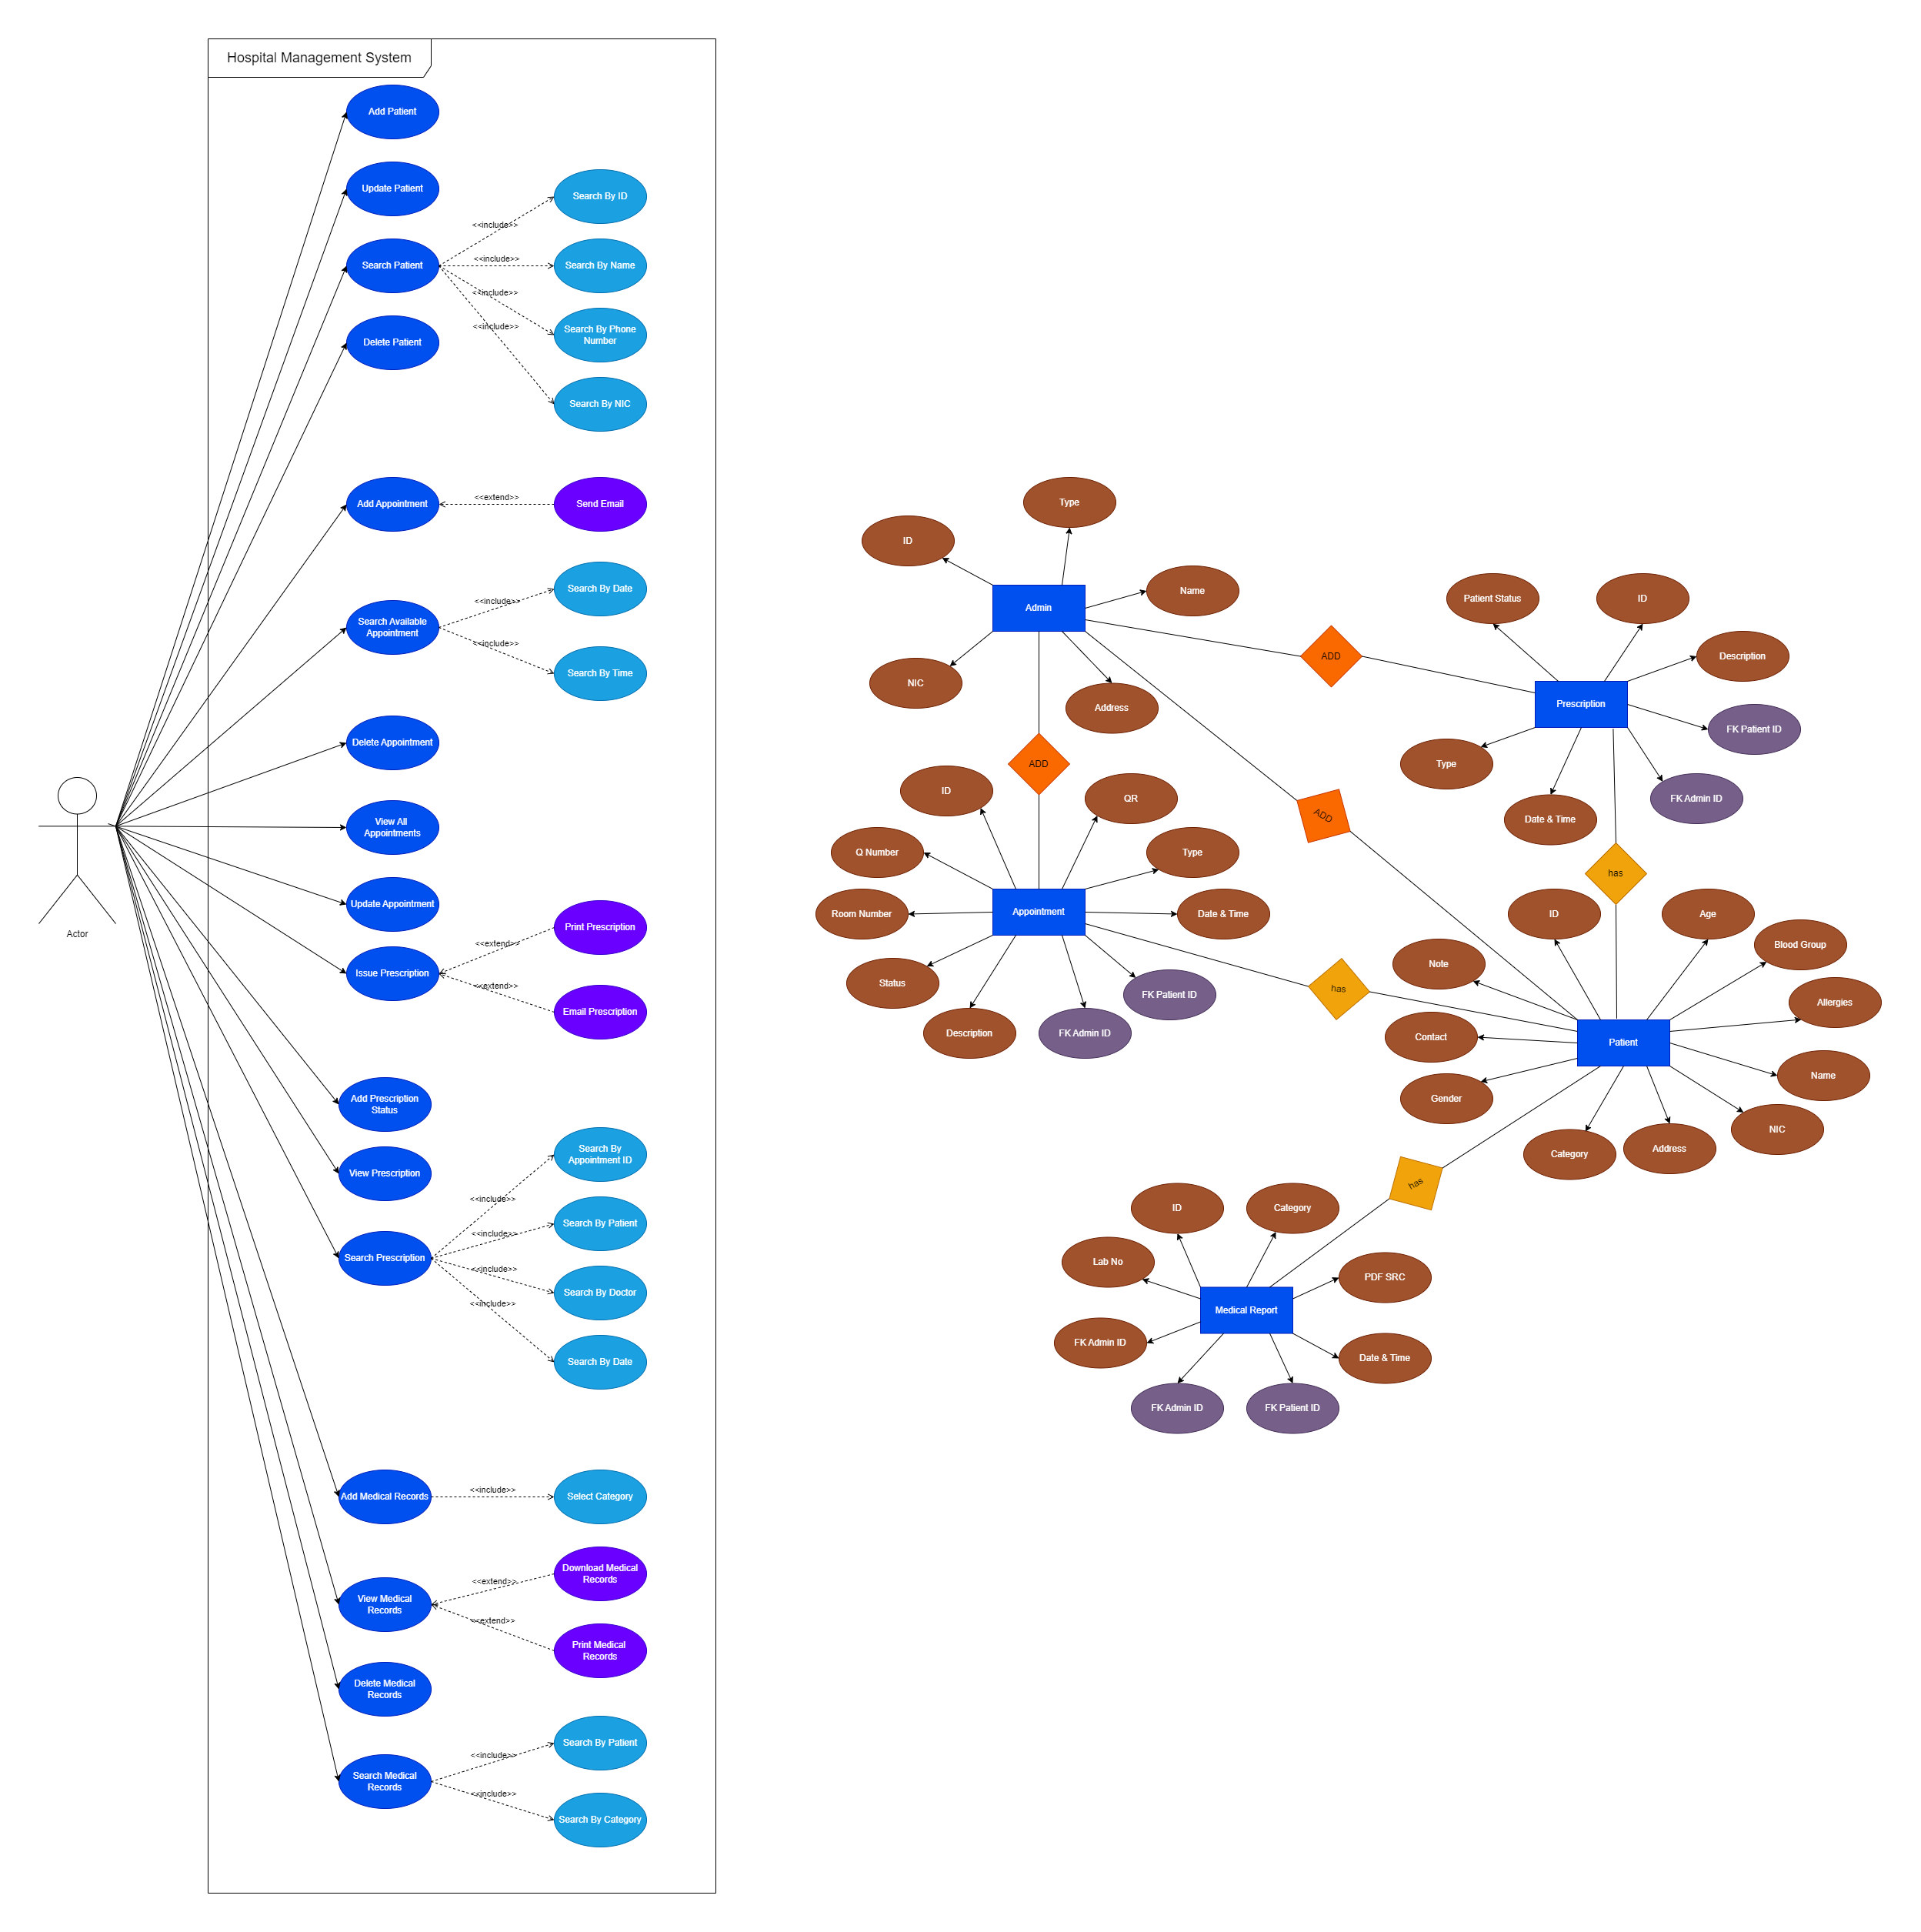 Hospital Management System
Add Patient
Update Patient
Search By ID
<<include>>
Search Patient
<<include>>
Search By Name
<<include>>
Search By Phone
Number
<<include>>
Delete Patient
Search By NIC
Add Appointment
<<extend>>
Send Email
Search By Date
<<include>>
Search Available
Appointment
<<include>>
Search By Time
Delete Appointment
View All
Appointments
Update Appointment
Print Prescription
<<extend>>
Issue Prescription
<<extend>>
Email Prescription
Actor
Add Prescription
Status
Search By
Appointment ID
View Prescription
<<include>>
Search By Patient
<<include>>
Search Prescription
<<include>>
Search By Doctor
<<include>>
Search By Date
Add Medical Records
<<include>>
Select Category
Download Medical
Records
<<extend>>
View Medical
Records
<<extend>>
Print Medical
Records
Delete Medical
Records
Search By Patient
<<include>>
Search Medical
Records
<<include>>
Search By Category
Type
ID
Name
Admin
NIC
Address
ADD
Patient Status
ID
Description
Prescription
FK Patient ID
Type
FK Admin ID
Date & Time
ADD
ADD
has
ID
QR
Q Number
Type
Room Number
Appointment
Date & Time
Status
FK Patient ID
Description
FK Admin ID
has
ID
Age
Blood Group
Note
Allergies
Contact
Patient
Name
Gender
NIC
Category
Address
has
ID
Category
Lab No
PDF SRC
Medical Report
FK Admin ID
Date & Time
FK Admin ID
FK Patient ID